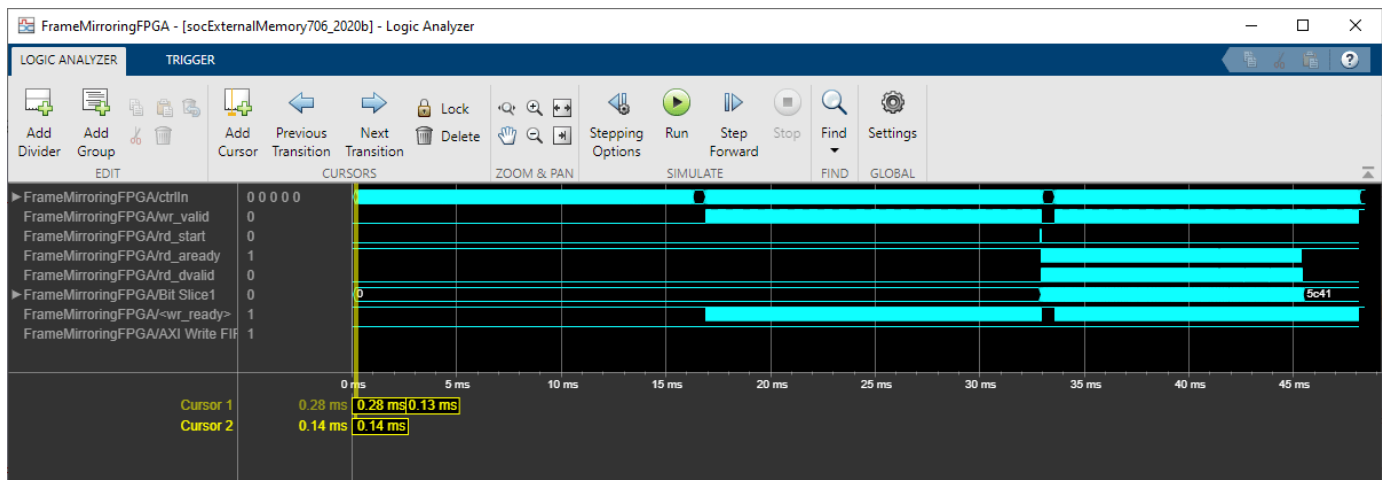 FrameMirroringFPGA - [socExternalMemory706_2020b] - Logic Analyzer
LOGIC ANALYZER TRIGGER
?
Add Divider
Add Group
Add Cursor
Previous Transition
Next Transition
Lock
Delete
Stepping Options
Run
Step Forward
Stop
Find
Settings
EDIT CURSORS ZOOM & PAN SIMULATE FIND GLOBAL
FrameMirroringFPGA/ctrlIn 0 0 0 0 0
FrameMirroringFPGA/wr_valid 0
FrameMirroringFPGA/rd_start 0
FrameMirroringFPGA/rd_aready 1
FrameMirroringFPGA/rd_dvalid 0
FrameMirroringFPGA/Bit Slice1 0 0 5c41
FrameMirroringFPGA/<wr_ready> 1
FrameMirroringFPGA/AXI Write FIF 1
0 ms 5 ms 10 ms 15 ms 20 ms 25 ms 30 ms 35 ms 40 ms 45 ms
Cursor 1 0.28 ms 0.28 ms 0.13 ms
Cursor 2 0.14 ms 0.14 ms